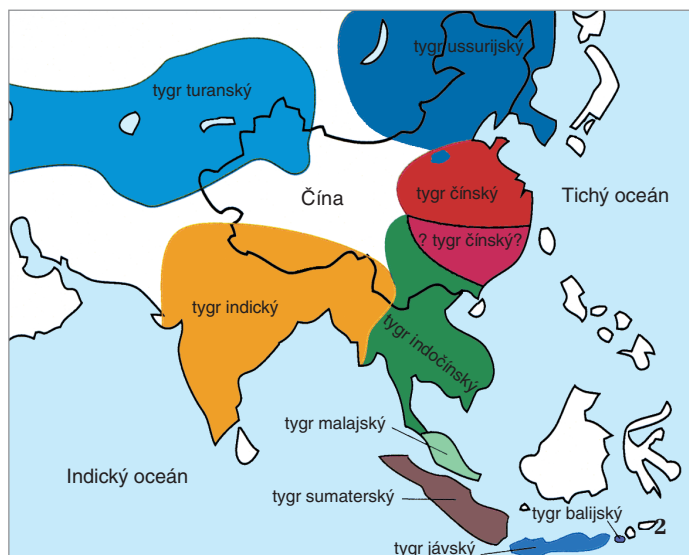 tygr ussurijský
tygr turanský
Čína
tygr čínský
Tichý oceán
? tygr čínský?
tygr indický
tygr indočínský
tygr malajský
Indický oceán
tygr sumaterský
tygr balijský
2
tygr jávský